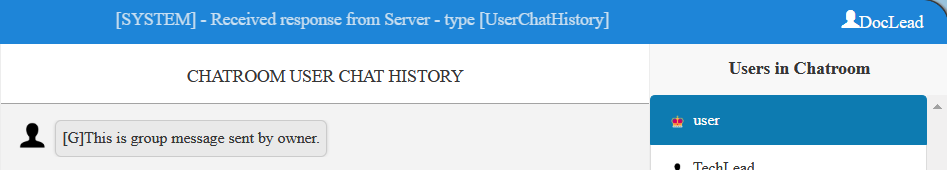 [SYSTEM] - Received response from Server - type [UserChatHistory]
DocLead
CHATROOM USER CHAT HISTORY
Users in Chatroom
[G]This is group message sent by owner.
user
TechLead